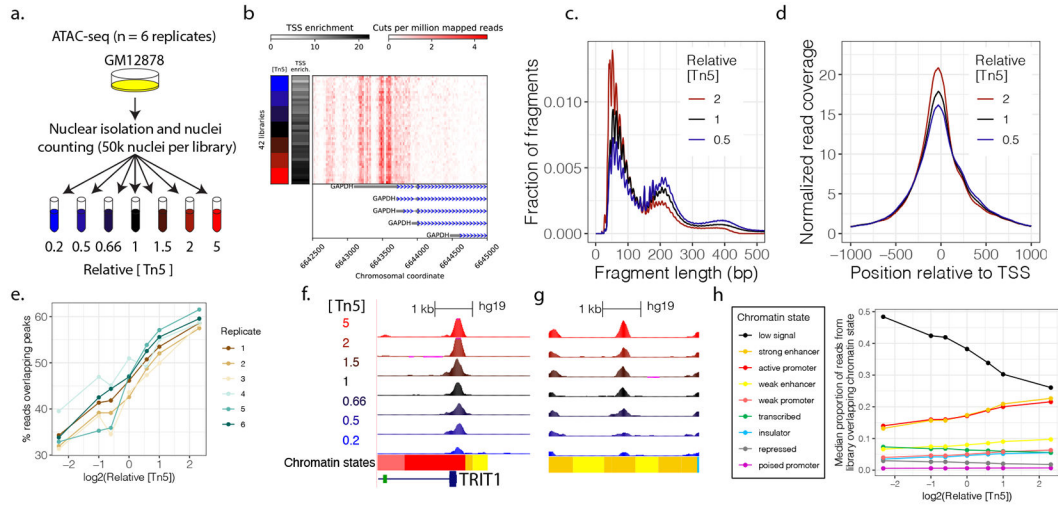 a.
ATAC-seq (n = 6 replicates)
GM12878
Nuclear isolation and nuclei
counting (50k nuclei per library)
0.2 0.5 0.66 1 1.5 2 5
Relative [Tn5]
b
TSS enrichment
0 10 20
Cuts per million mapped reads
0 2 4
[Tn5]
TSS
enrich.
42 libraries
GAPDH
GAPDH
GAPDH
GAPDH
GAPDH
6642500 6643000 6643500 6644000 6644500 6645000
Chromosomal coordinate
c.
Fraction of fragments
0.010
0.005
0.000
Relative
[Tn5]
2
1
0.5
0 100 200 300 400 500
Fragment length (bp)
d
Normalized read coverage
20
15
10
5
0
Relative
[Tn5]
2
1
0.5
−1000 −500 0 500 1000
Position relative to TSS
e.
% reads overlapping peaks
60
50
40
30
−2 −1 0 1 2
log2(Relative [Tn5])
Replicate
1
2
3
4
5
6
f.
[Tn5]
1 kb hg19
5
2
1.5
1
0.66
0.5
0.2
Chromatin states
TRIT1
g.
1 kb hg19
h
Chromatin state
low signal
strong enhancer
active promoter
weak enhancer
weak promoter
transcribed
insulator
repressed
poised promoter
Median proportion of reads from
library overlapping chromatin state
0.5
0.4
0.3
0.2
0.1
0.0
−2 −1 0 1 2
log2(Relative [Tn5])